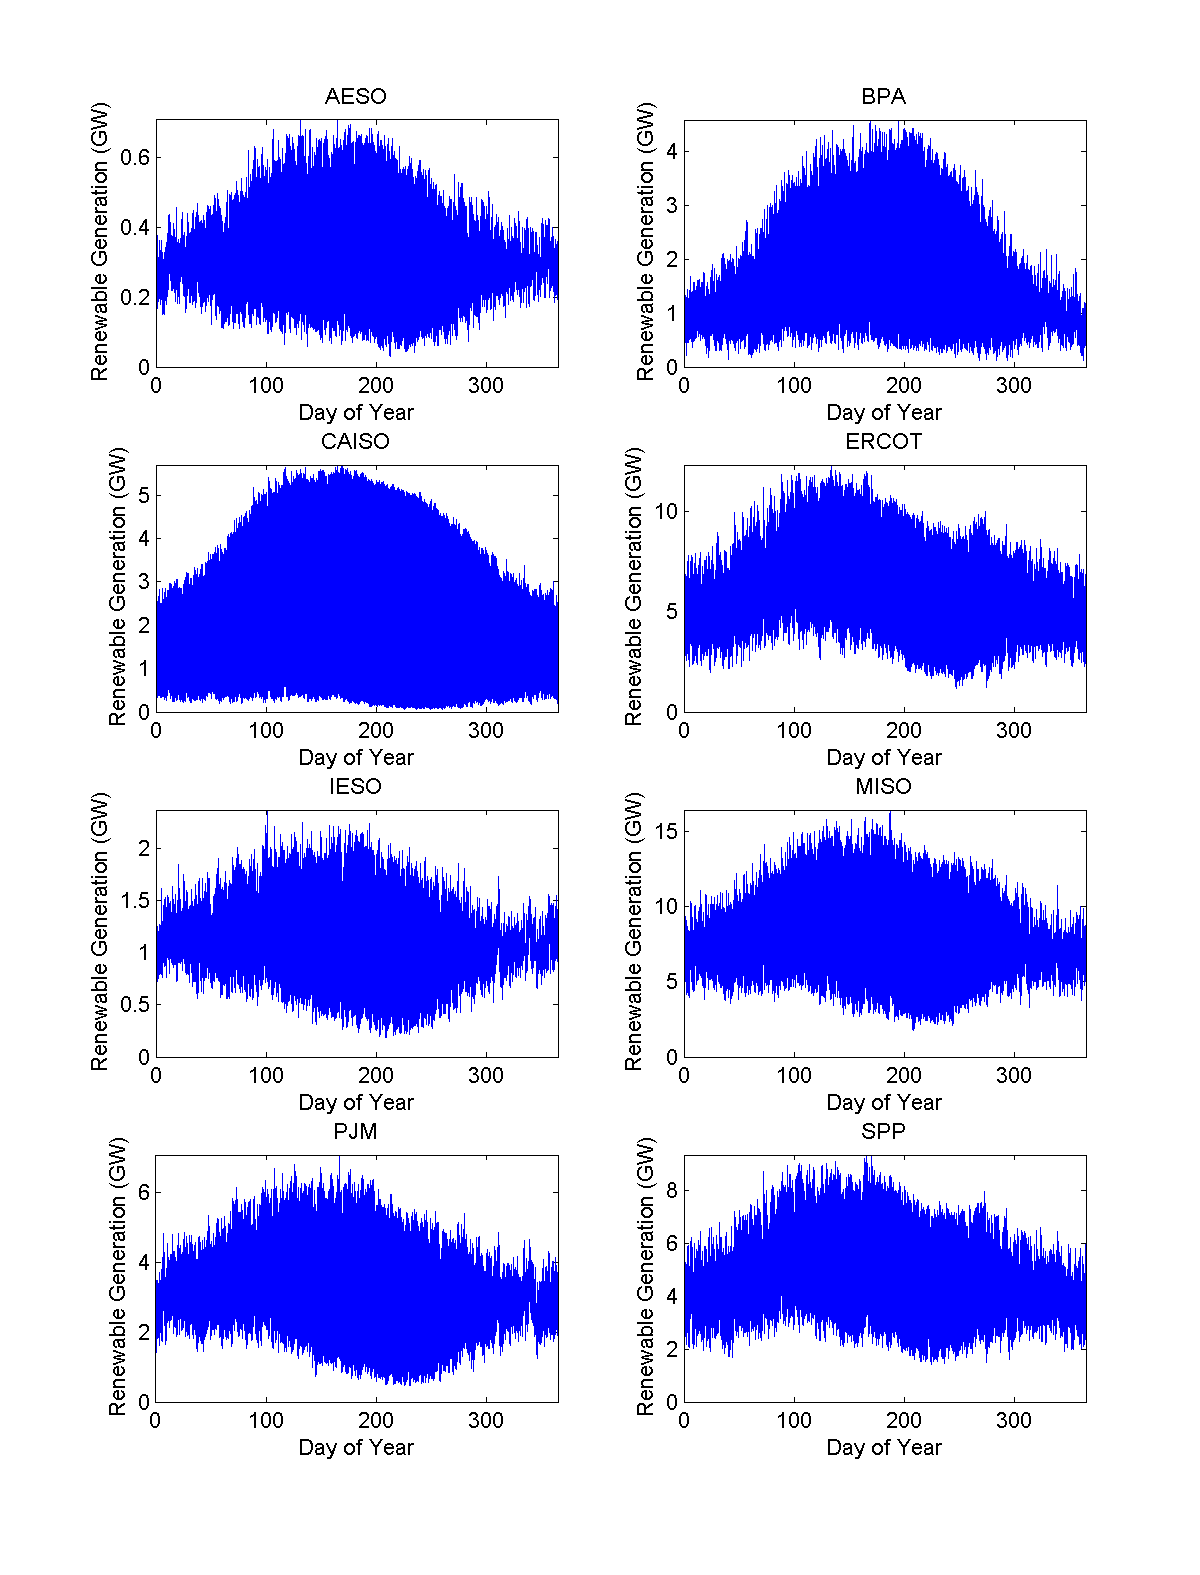 AESO
Renewable Generation (GW)
0.6
0.4
0.2
0
0 100 200 300
Day of Year
BPA
Renewable Generation (GW)
4
3
2
1
0
0 100 200 300
Day of Year
CAISO
Renewable Generation (GW)
5
4
3
2
1
0
0 100 200 300
Day of Year
ERCOT
Renewable Generation (GW)
10
5
0
0 100 200 300
Day of Year
IESO
Renewable Generation (GW)
2
1.5
1
0.5
0
0 100 200 300
Day of Year
MISO
Renewable Generation (GW)
15
10
5
0
0 100 200 300
Day of Year
PJM
Renewable Generation (GW)
6
4
2
0
0 100 200 300
Day of Year
SPP
Renewable Generation (GW)
8
6
4
2
0
0 100 200 300
Day of Year